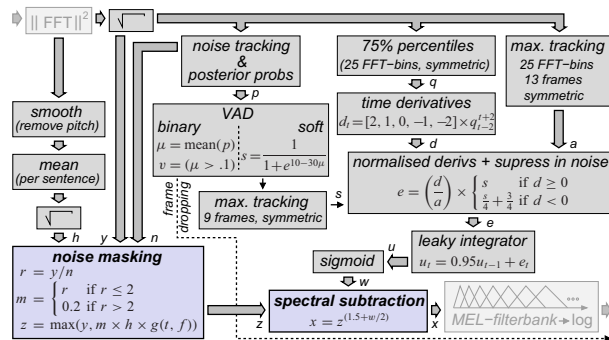 || FFT||²
√
noise tracking
&
posterior probs
75% percentiles
(25 FFT−bins, symmetric)
max. tracking
25 FFT−bins
13 frames
symmetric
p
q
smooth
(remove pitch)
VAD
binary
soft
μ = mean(p)
v = (μ > .1)
s = 1 / (1+e^{10−30μ})
time derivatives
d_t = [2, 1, 0, −1, −2] × q_{t−2}^{t+2}
d
a
mean
(per sentence)
√
max. tracking
9 frames, symmetric
s
normalised derivs + supress in noise
e = (d/a) × { s if d ≥ 0
s/4 + 3/4 if d < 0
frame
dropping
e
h
y
n
noise masking
r = y/n
m = { r if r ≤ 2
0.2 if r > 2
z = max(y, m × h × g(t, f))
sigmoid
u
leaky integrator
u_t = 0.95u_{t−1} + e_t
w
z
spectral subtraction
x = z^{(1.5+w/2)}
x
...
MEL−filterbank
log